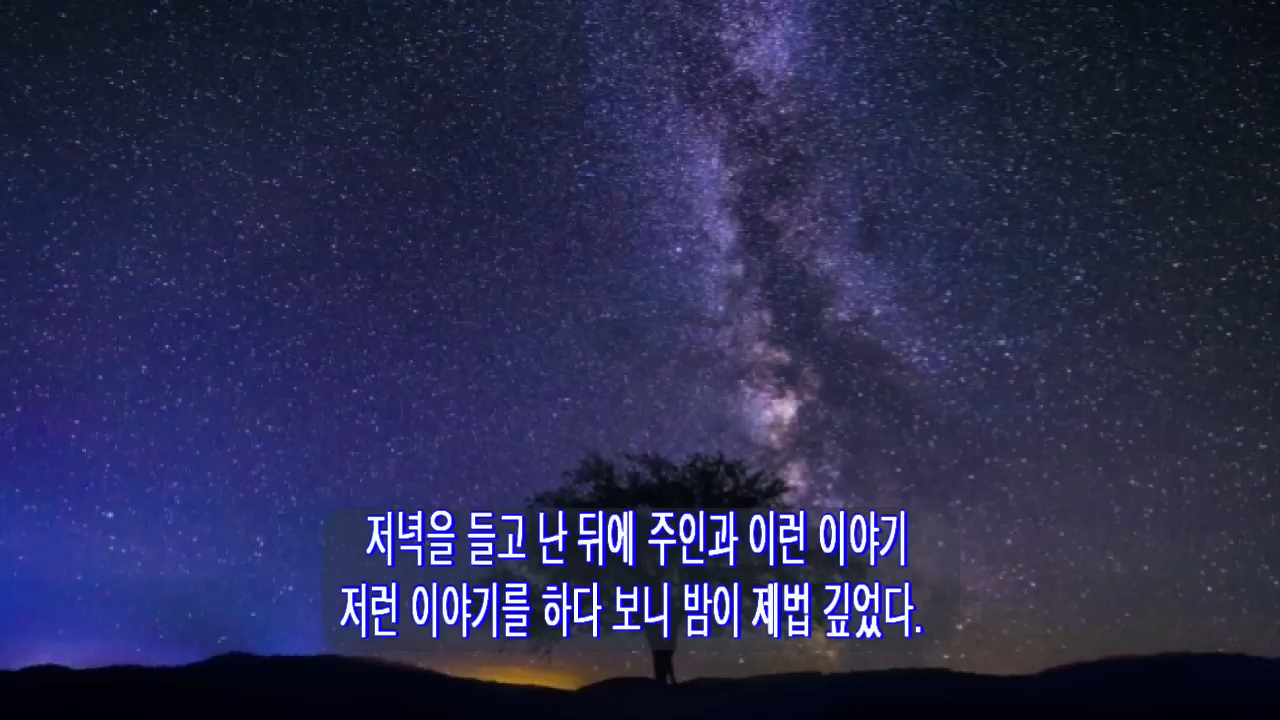 저녁을 들고 난 뒤에 주인과 이런 이야기
저런 이야기를 하다 보니 밤이 제법 깊었다.